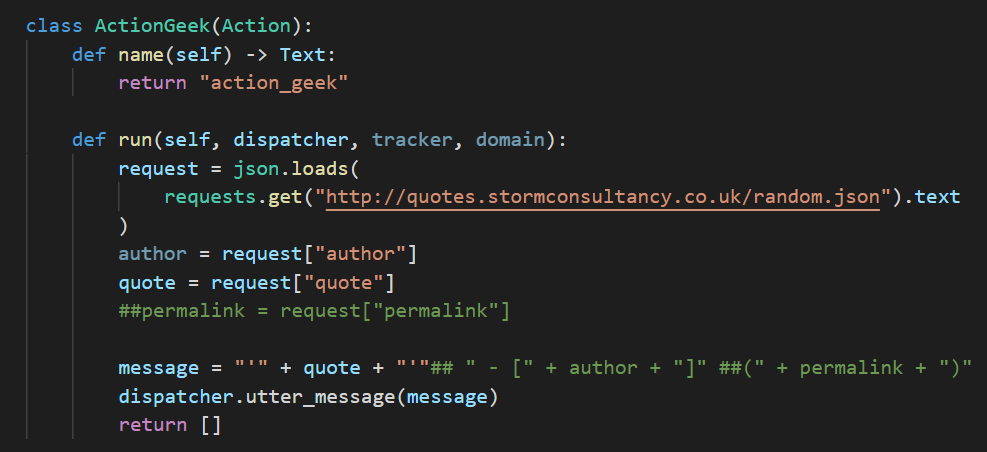 class ActionGeek(Action):
    def name(self) -> Text:
        return "action_geek"

    def run(self, dispatcher, tracker, domain):
        request = json.loads(
            requests.get("http://quotes.stormconsultancy.co.uk/random.json").text
        )
        author = request["author"]
        quote = request["quote"]
        ##permalink = request["permalink"]

        message = "'" + quote + "'"## " - [" + author + "]" ##(" + permalink + ")"
        dispatcher.utter_message(message)
        return []